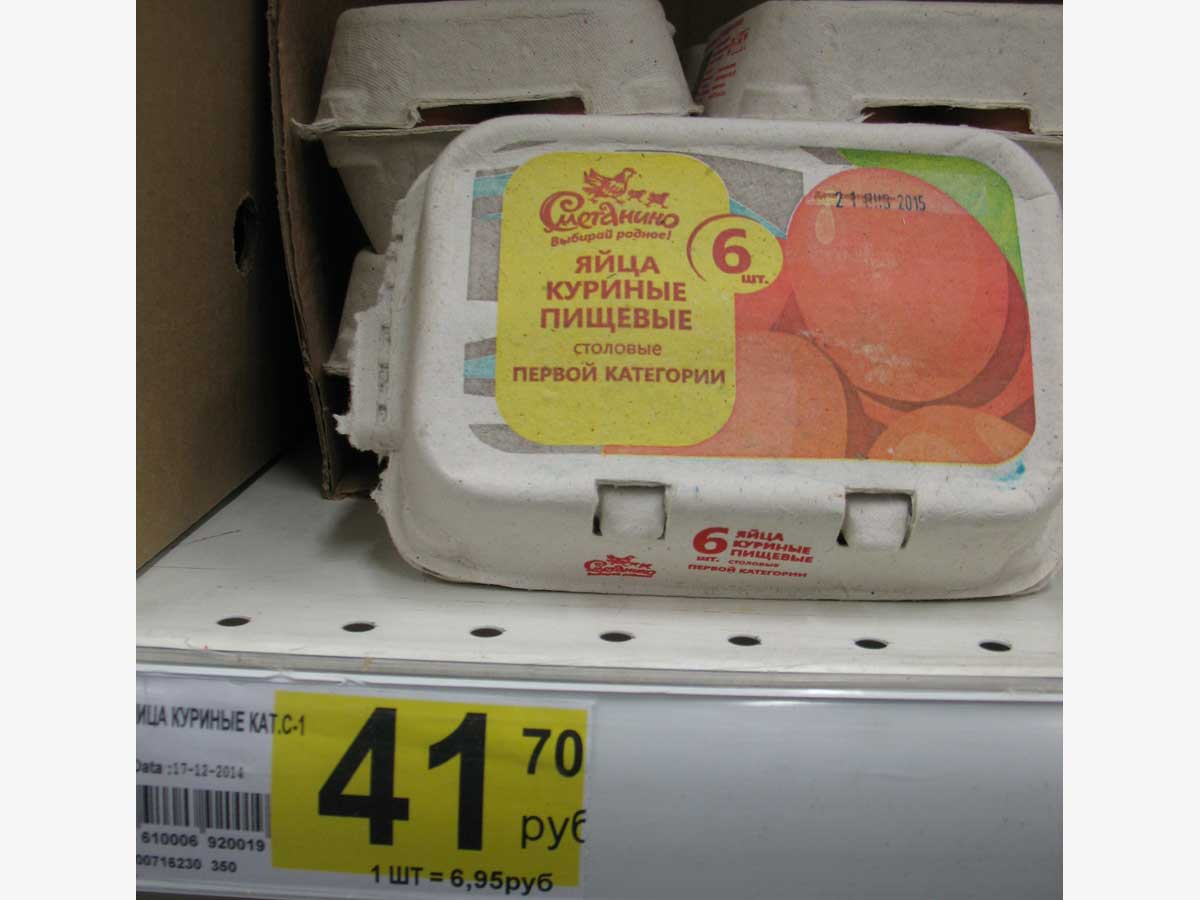 21 ЯНВ 2015
Сметанино
Выбирай родное!
6
шт.
ЯЙЦА
КУРИНЫЕ
ПИЩЕВЫЕ
столовые
ПЕРВОЙ КАТЕГОРИИ
6
шт.
ЯЙЦА
КУРИНЫЕ
ПИЩЕВЫЕ
столовые
ПЕРВОЙ КАТЕГОРИИ
Сметанино
Выбирай родное!
ЙЦА КУРИНЫЕ КАТ.С-1
Data :17-12-2014
610006 920019
00716230 350
41
70
руб
1 ШТ = 6,95руб